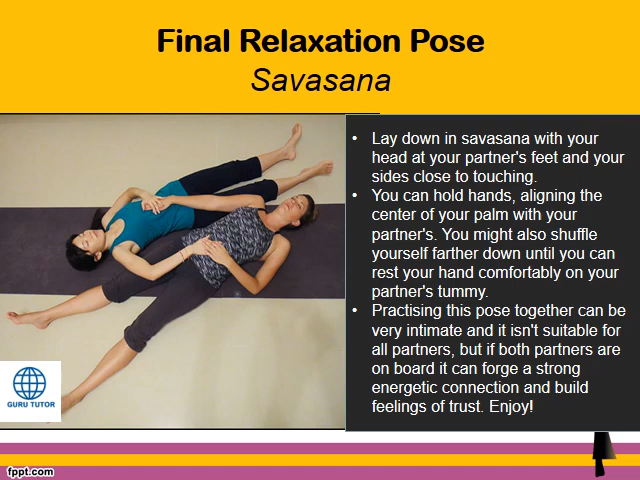 Final Relaxation Pose
Savasana
• Lay down in savasana with your
head at your partner's feet and your
sides close to touching.
• You can hold hands, aligning the
center of your palm with your
partner's. You might also shuffle
yourself farther down until you can
rest your hand comfortably on your
partner's tummy.
• Practising this pose together can be
very intimate and it isn't suitable for
all partners, but if both partners are
on board it can forge a strong
energetic connection and build
feelings of trust. Enjoy!
GURU TUTOR
fppt.com